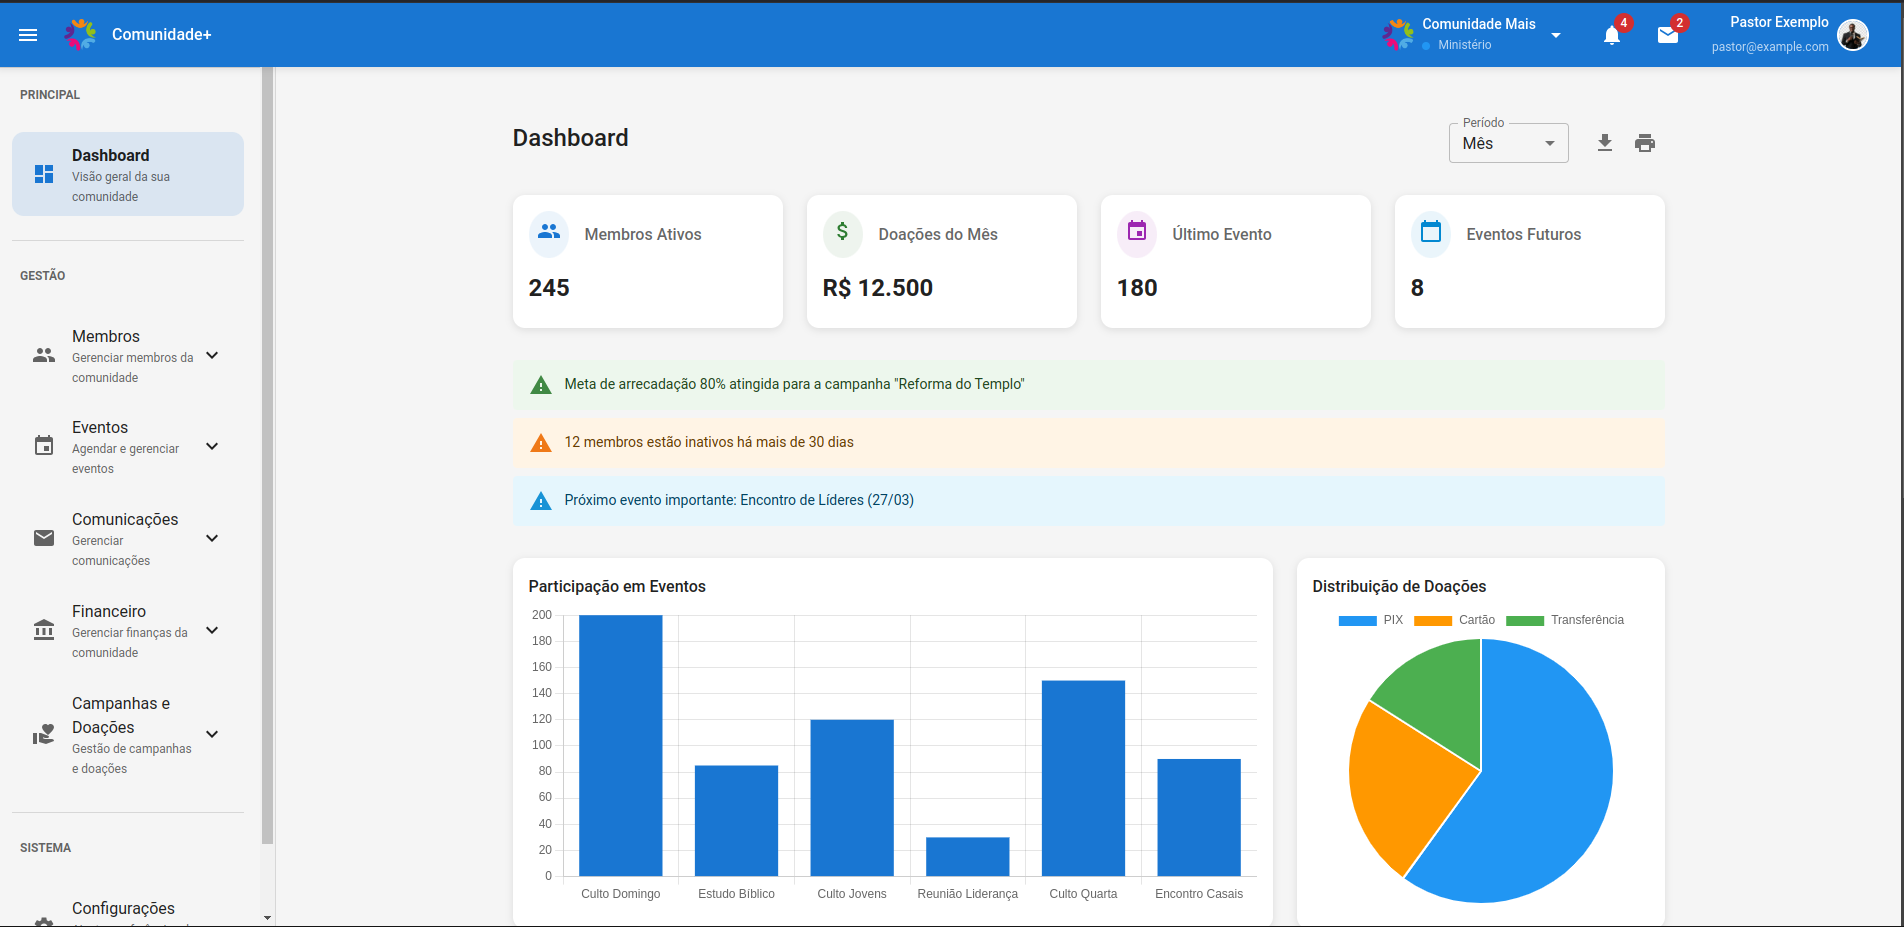 Comunidade+
Comunidade Mais
Ministério
4
2
Pastor Exemplo
pastor@example.com
PRINCIPAL
Dashboard
Visão geral da sua
comunidade
GESTÃO
Membros
Gerenciar membros da
comunidade
Eventos
Agendar e gerenciar
eventos
Comunicações
Gerenciar
comunicações
Financeiro
Gerenciar finanças da
comunidade
Campanhas e
Doações
Gestão de campanhas
e doações
SISTEMA
Configurações
Dashboard
Período
Mês
Membros Ativos
245
Doações do Mês
R$ 12.500
Último Evento
180
Eventos Futuros
8
Meta de arrecadação 80% atingida para a campanha "Reforma do Templo"
12 membros estão inativos há mais de 30 dias
Próximo evento importante: Encontro de Líderes (27/03)
Participação em Eventos
200
180
160
140
120
100
80
60
40
20
0
Culto Domingo
Estudo Bíblico
Culto Jovens
Reunião Liderança
Culto Quarta
Encontro Casais
Distribuição de Doações
PIX
Cartão
Transferência